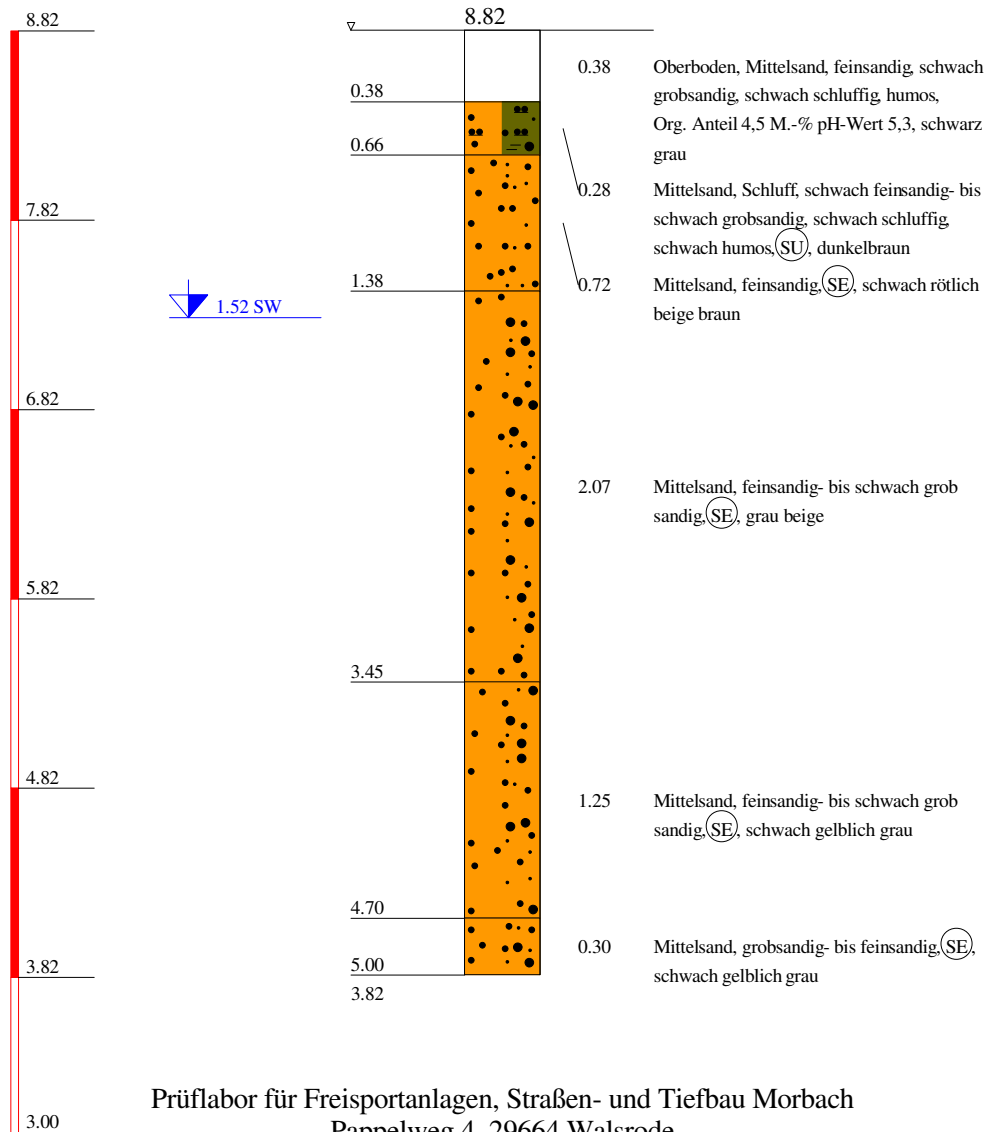 8.82
8.82
0.38 Oberboden, Mittelsand, feinsandig, schwach
grobsandig, schwach schluffig, humos,
Org. Anteil 4,5 M.-% pH-Wert 5,3, schwarz
grau
0.38
0.66
0.28 Mittelsand, Schluff, schwach feinsandig- bis
schwach grobsandig, schwach schluffig,
schwach humos, SU, dunkelbraun
7.82
1.38
0.72 Mittelsand, feinsandig, SE, schwach rötlich
beige braun
1.52 SW
6.82
2.07 Mittelsand, feinsandig- bis schwach grob
sandig, SE, grau beige
5.82
3.45
4.82
1.25 Mittelsand, feinsandig- bis schwach grob
sandig, SE, schwach gelblich grau
4.70
0.30 Mittelsand, grobsandig- bis feinsandig, SE,
schwach gelblich grau
3.82
5.00
3.82
Prüflabor für Freisportanlagen, Straßen- und Tiefbau Morbach
Pappelweg 4, 29664 Walsrode
3.00